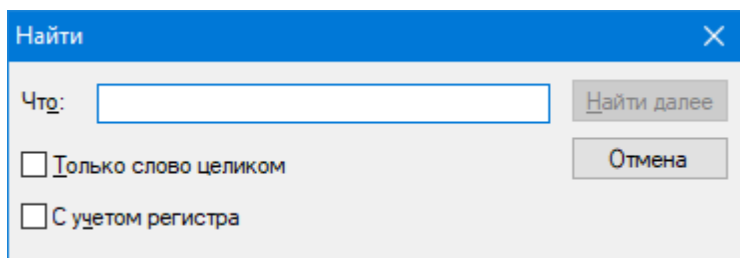 Найти
Что: Найти далее
Только слово целиком Отмена
С учетом регистра